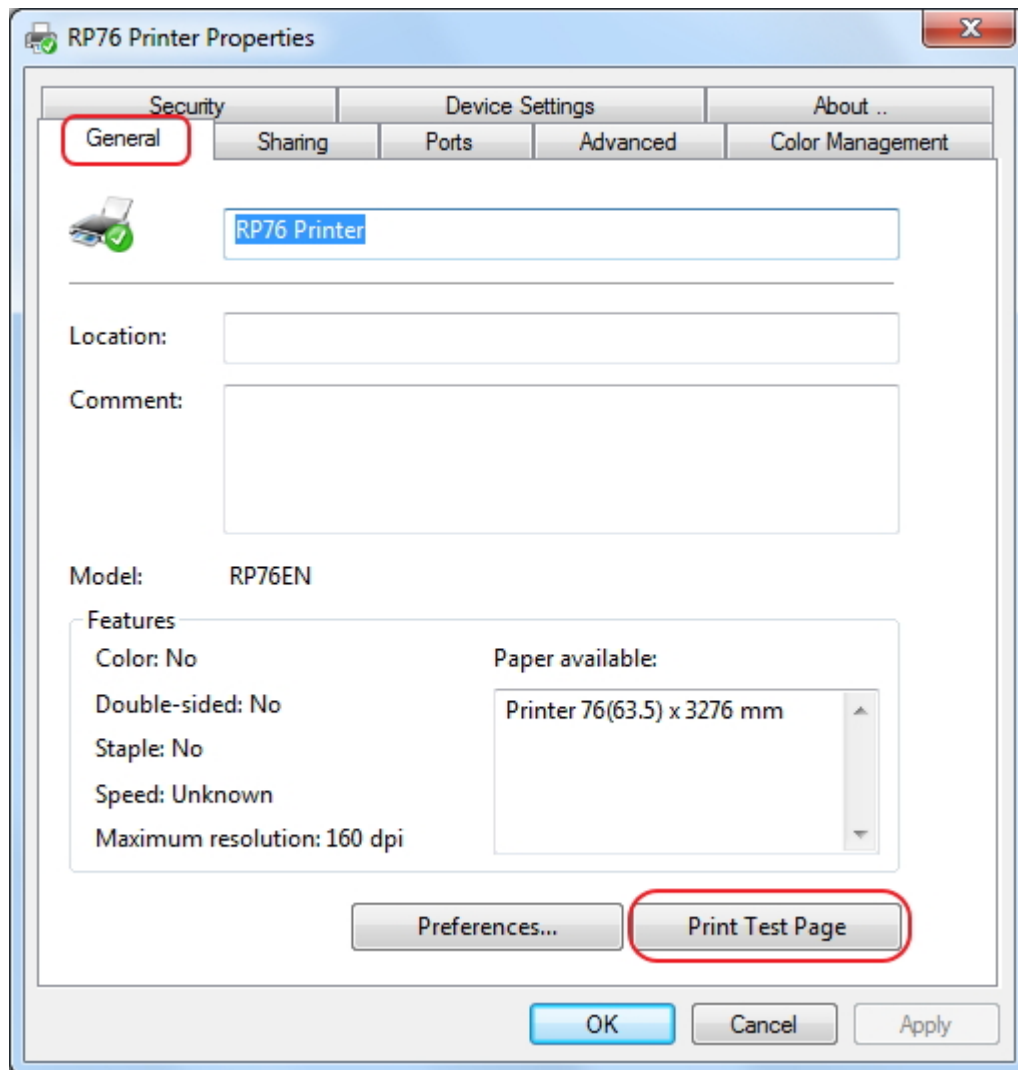 RP76 Printer Properties
Security Device Settings About ..
General Sharing Ports Advanced Color Management
RP76 Printer
Location:
Comment:
Model: RP76EN
Features
Color: No
Double-sided: No
Staple: No
Speed: Unknown
Maximum resolution: 160 dpi
Paper available:
Printer 76(63.5) x 3276 mm
Preferences... Print Test Page
OK Cancel Apply